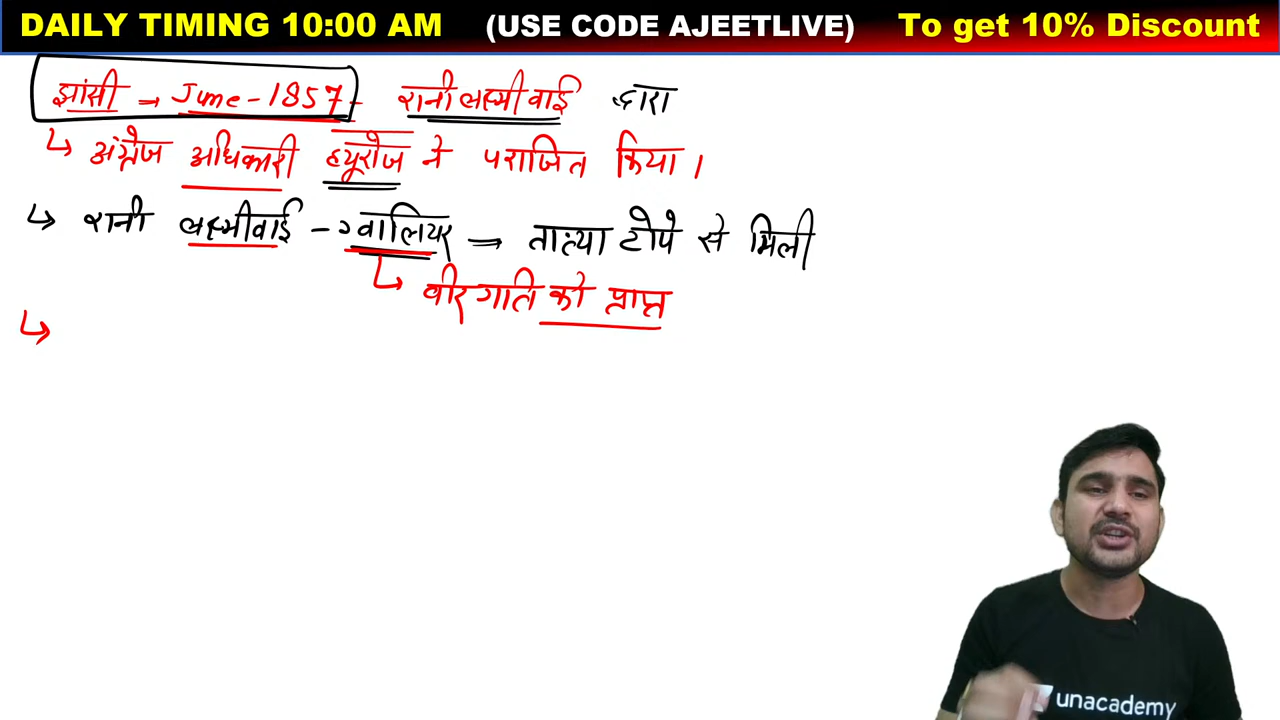 DAILY TIMING 10:00 AM (USE CODE AJEETLIVE) To get 10% Discount
झांसी → June - 1857 - रानी लक्ष्मीबाई द्वारा
↳ अंग्रेज अधिकारी ह्यूरोज ने पराजित किया।
↳ रानी लक्ष्मीवाई - ग्वालियर ⇒ तात्या टोपे से मिली
↳ वीरगति को प्राप्त
↳
unacademy